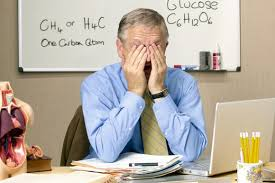 CH4 OR H4C
One Carbon Atom
Glucose
C6H12O6